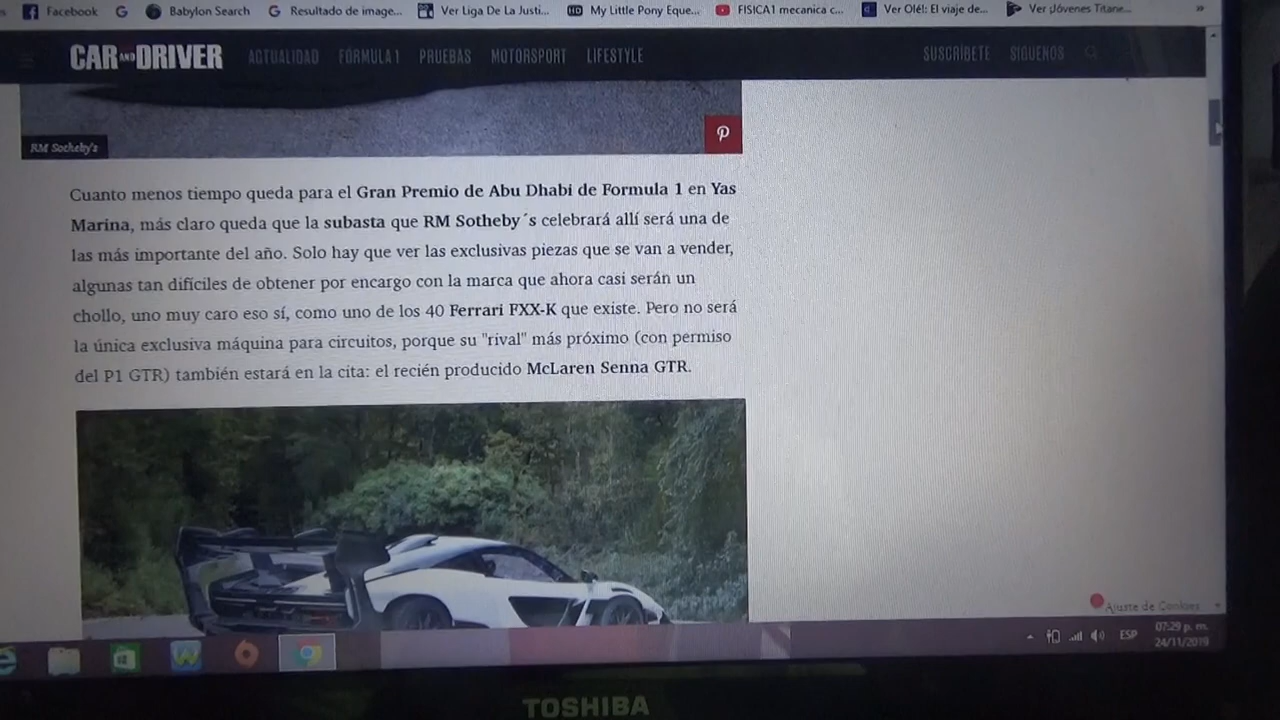 Facebook Babylon Search Resultado de image... Ver Liga De La Justi... My Little Pony Eque... FISICA1 mecanica c... Ver Olé!: El viaje de... Ver Jóvenes Titane... »
CAR AND DRIVER ACTUALIDAD FÓRMULA 1 PRUEBAS MOTORSPORT LIFESTYLE SUSCRÍBETE SÍGUENOS
RM Sotheby's
Cuanto menos tiempo queda para el Gran Premio de Abu Dhabi de Formula 1 en Yas
Marina, más claro queda que la subasta que RM Sotheby´s celebrará allí será una de
las más importante del año. Solo hay que ver las exclusivas piezas que se van a vender,
algunas tan difíciles de obtener por encargo con la marca que ahora casi serán un
chollo, uno muy caro eso sí, como uno de los 40 Ferrari FXX-K que existe. Pero no será
la única exclusiva máquina para circuitos, porque su "rival" más próximo (con permiso
del P1 GTR) también estará en la cita: el recién producido McLaren Senna GTR.
Ajuste de Cookies
ESP 07:29 p. m.
24/11/2019
TOSHIBA